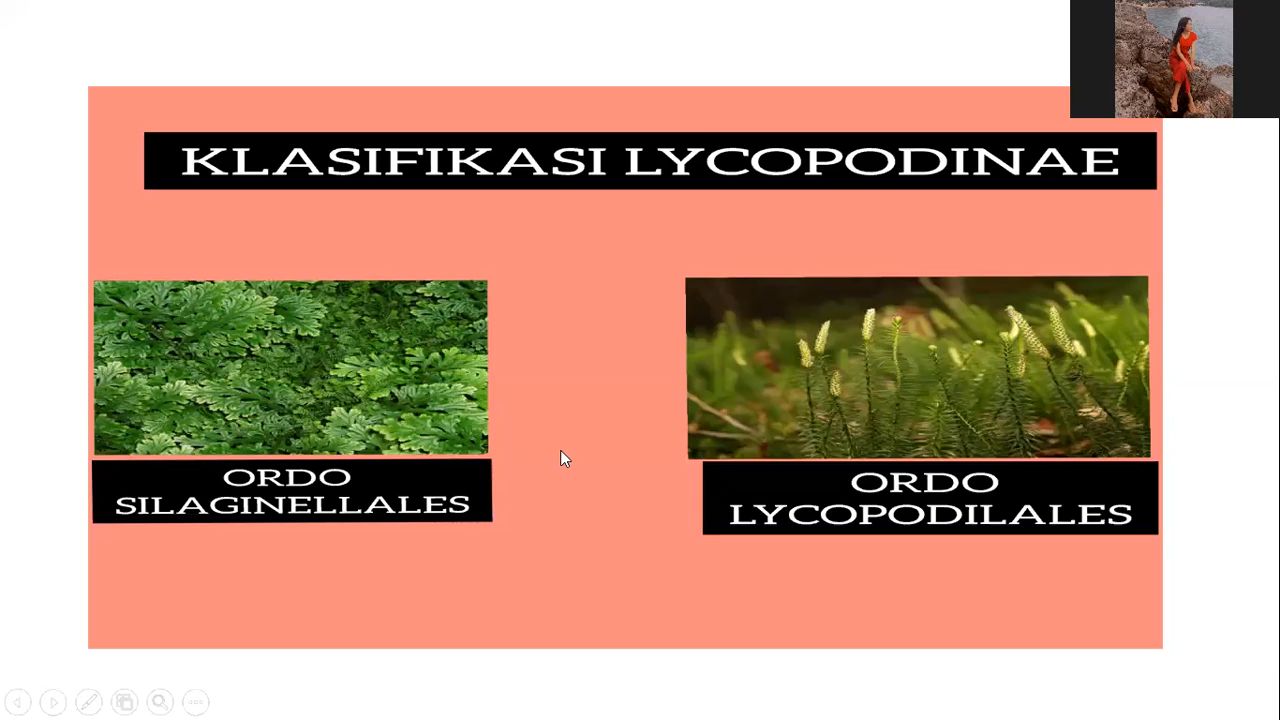 KLASIFIKASI LYCOPODINAE
ORDO
SILAGINELLALES
ORDO
LYCOPODILALES